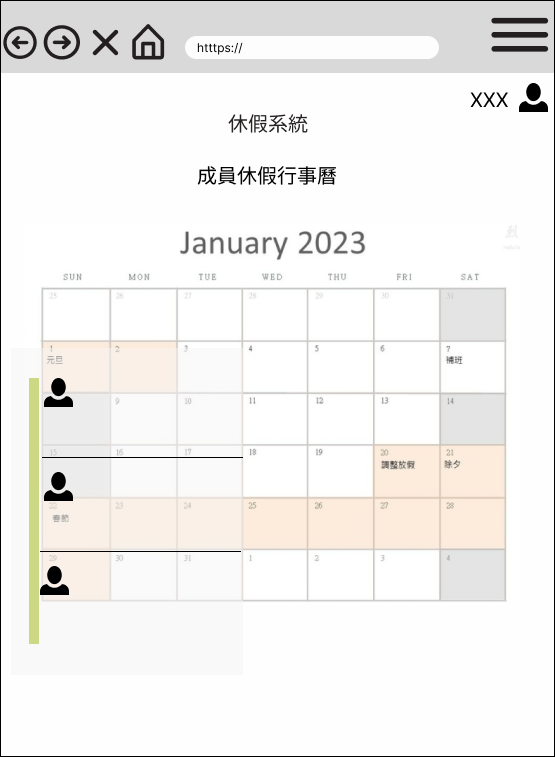 htttps://
XXX
休假系統
成員休假行事曆
January 2023
SUN MON TUE WED THU FRI SAT
25 26 27 28 29 30 31
1 2 3 4 5 6 7
元旦 補班
9 10 11 12 13 14
15 16 17 18 19 20 21
調整放假 除夕
22 23 24 25 26 27 28
春節
29 30 31 1 2 3 4